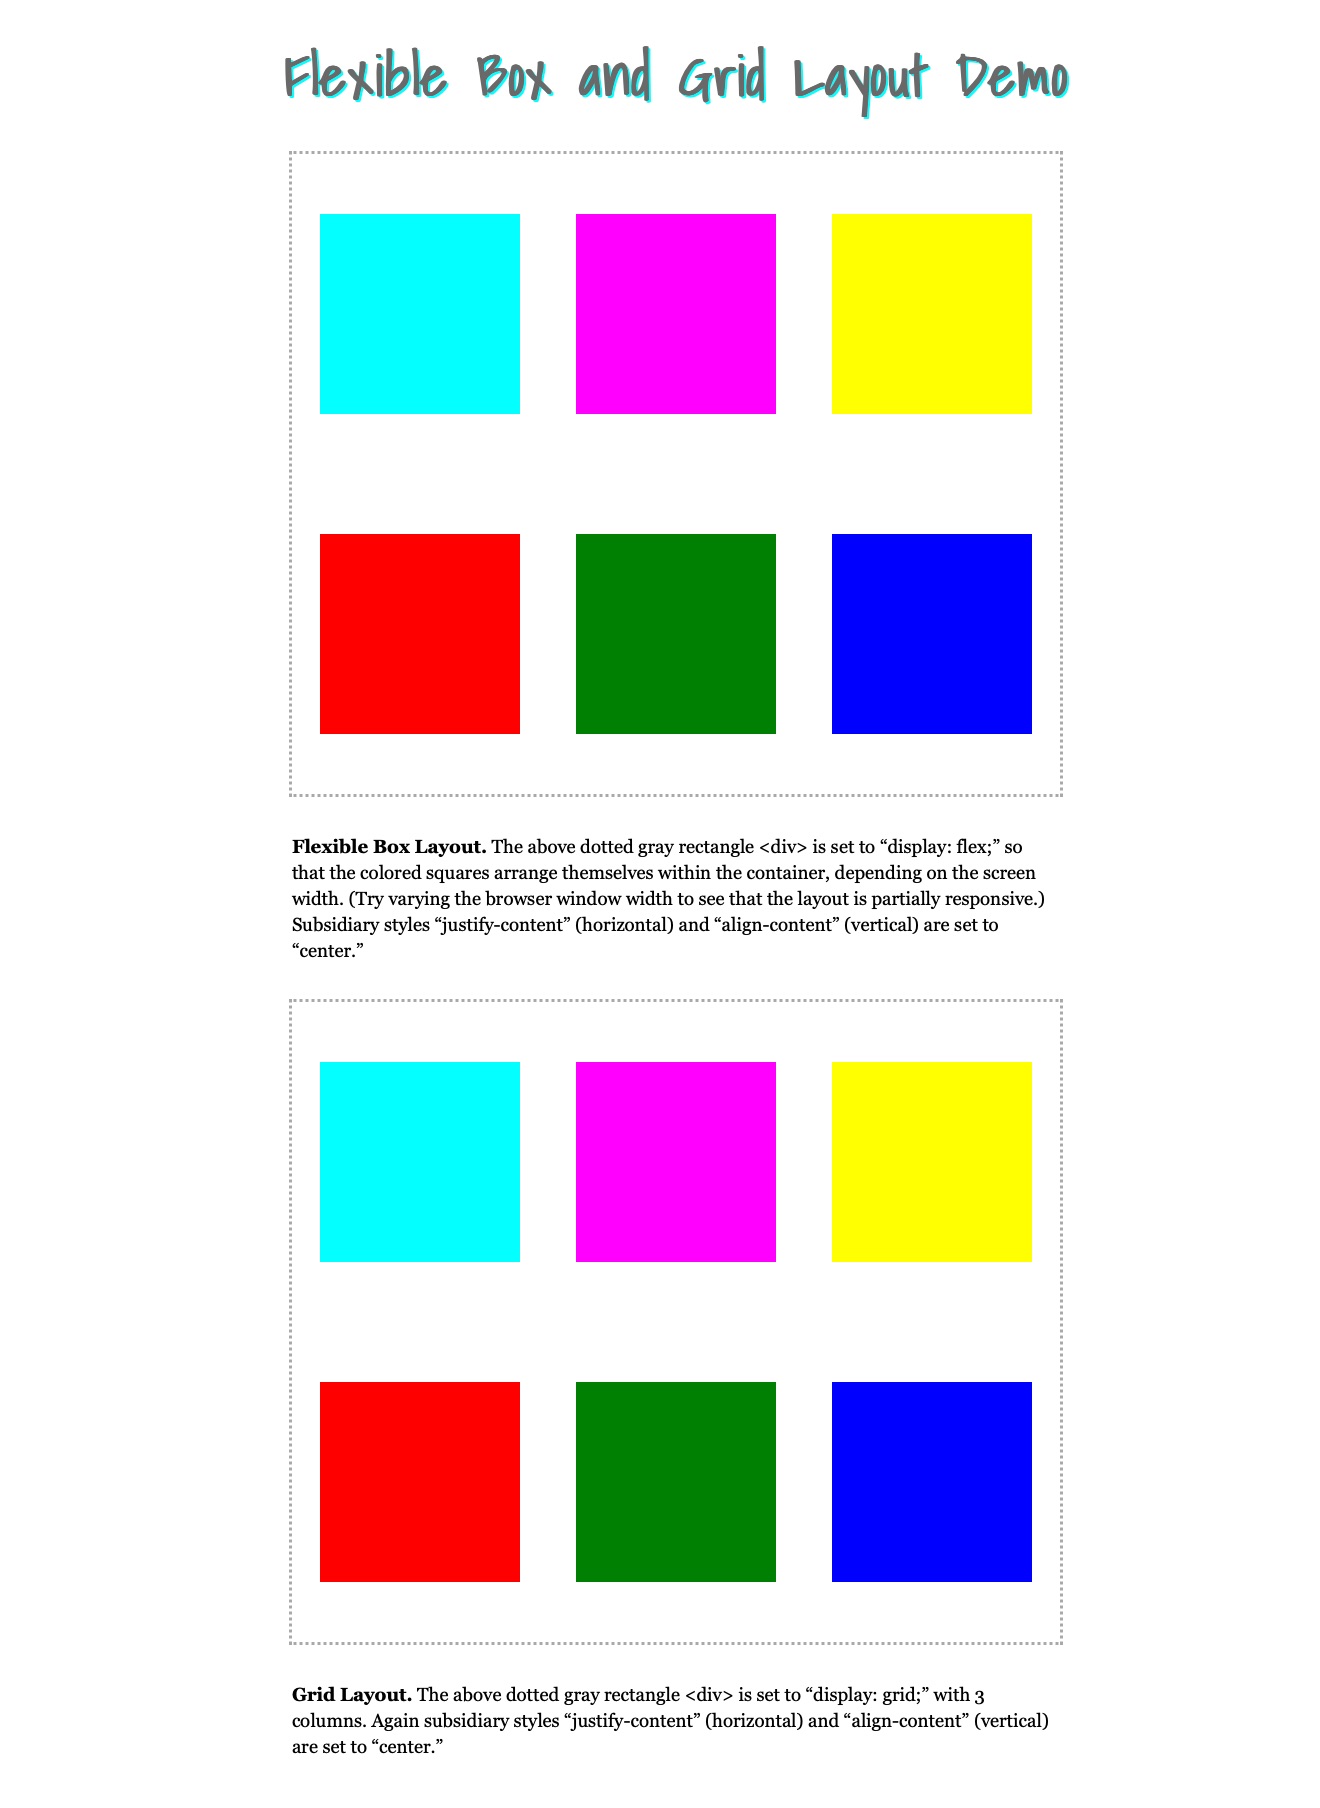 Flexible Box and Grid Layout Demo
Flexible Box Layout. The above dotted gray rectangle <div> is set to “display: flex;” so
that the colored squares arrange themselves within the container, depending on the screen
width. (Try varying the browser window width to see that the layout is partially responsive.)
Subsidiary styles “justify-content” (horizontal) and “align-content” (vertical) are set to
“center.”
Grid Layout. The above dotted gray rectangle <div> is set to “display: grid;” with 3
columns. Again subsidiary styles “justify-content” (horizontal) and “align-content” (vertical)
are set to “center.”